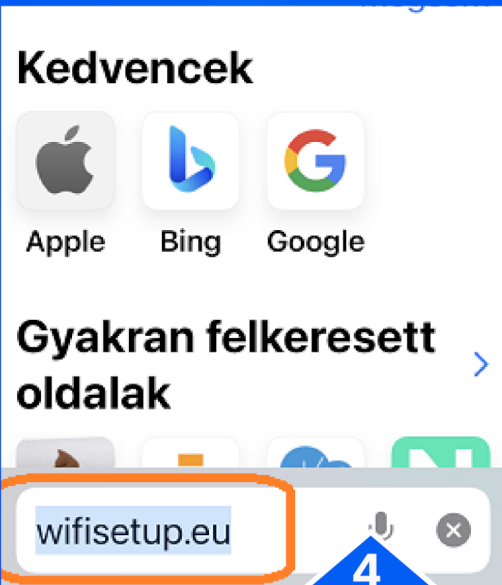 Kedvencek
Apple Bing Google
Gyakran felkeresett
oldalak
wifisetup.eu
4